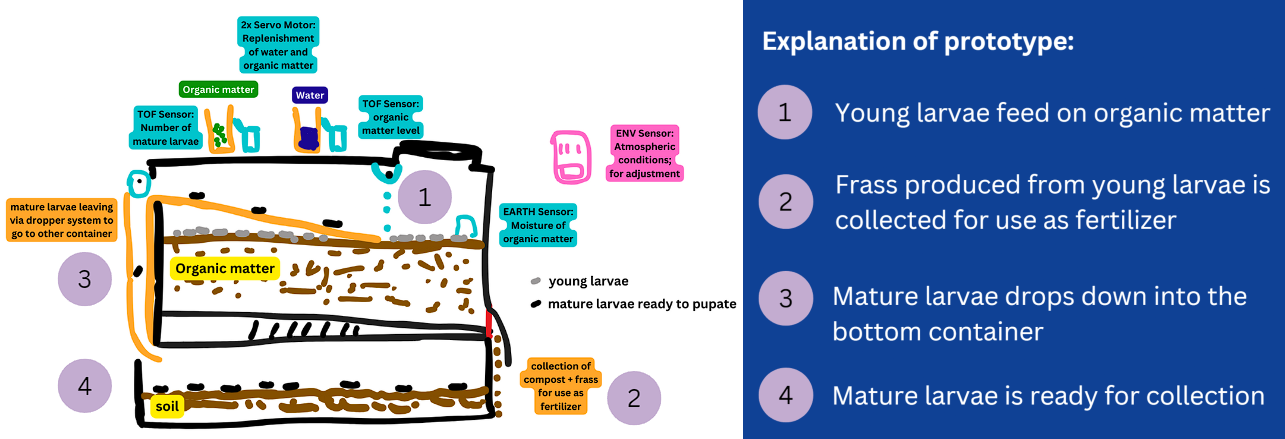 2x Servo Motor:
Replenishment
of water and
organic matter
Organic matter
Water
TOF Sensor:
Number of
mature larvae
TOF Sensor:
organic
matter level
ENV Sensor:
Atmospheric
conditions;
for adjustment
1
mature larvae leaving
via dropper system to
go to other container
EARTH Sensor:
Moisture of
organic matter
3
Organic matter
young larvae
mature larvae ready to pupate
4
soil
collection of
compost + frass
for use as
fertilizer
2
Explanation of prototype:
1
Young larvae feed on organic matter
2
Frass produced from young larvae is
collected for use as fertilizer
3
Mature larvae drops down into the
bottom container
4
Mature larvae is ready for collection